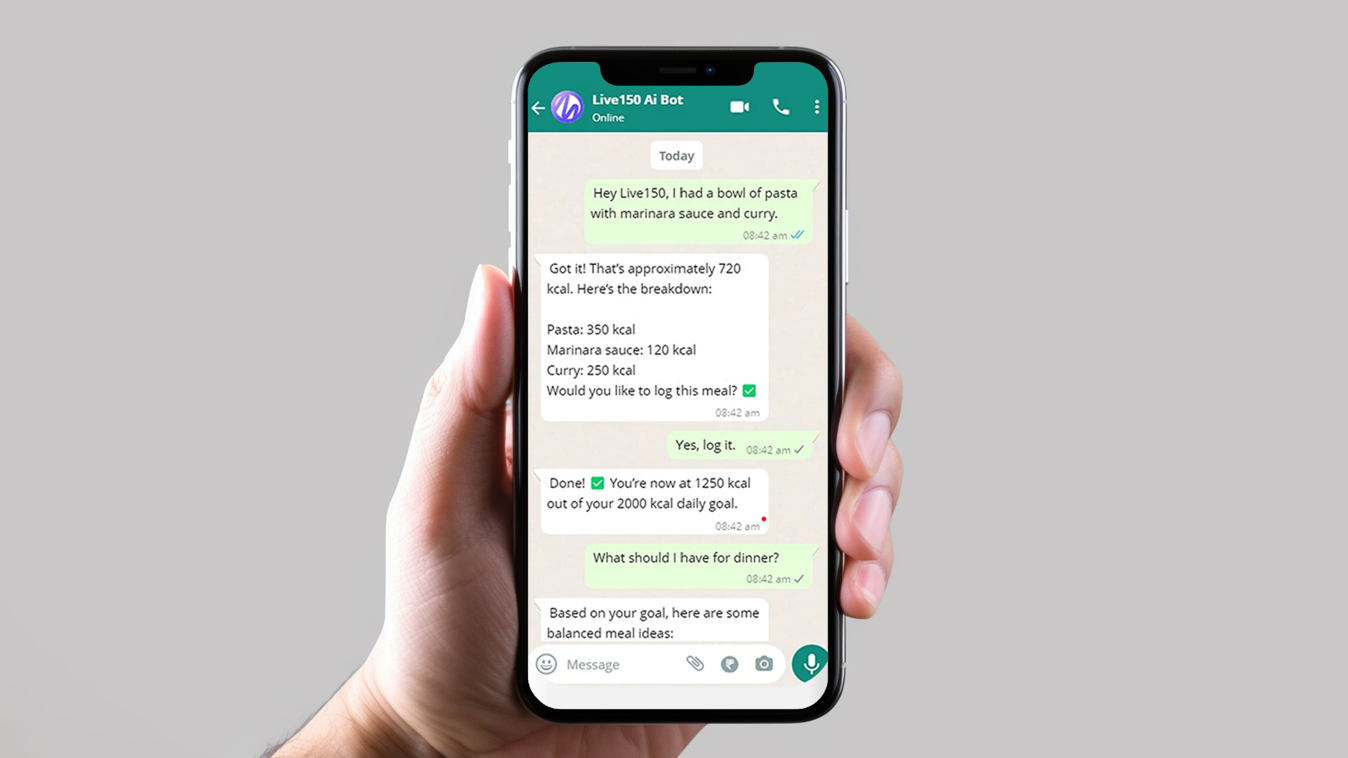 Live150 Ai Bot
Online
Today
Hey Live150, I had a bowl of pasta
with marinara sauce and curry.
08:42 am
Got it! That's approximately 720
kcal. Here's the breakdown:
Pasta: 350 kcal
Marinara sauce: 120 kcal
Curry: 250 kcal
Would you like to log this meal? ✅
08:42 am
Yes, log it. 08:42 am
Done! ✅ You're now at 1250 kcal
out of your 2000 kcal daily goal.
08:42 am
What should I have for dinner?
08:42 am
Based on your goal, here are some
balanced meal ideas:
Message